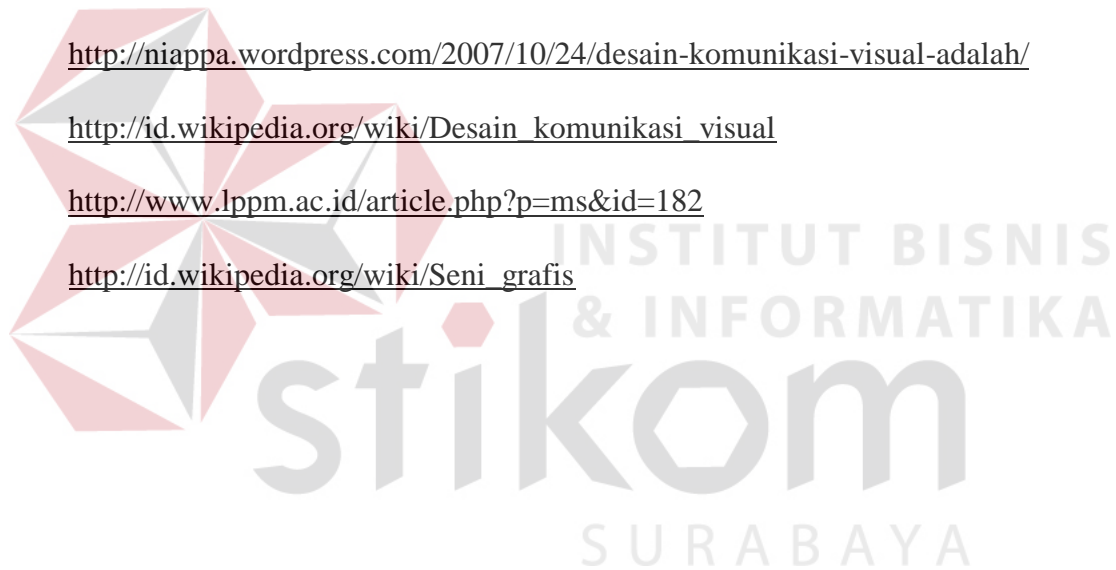 http://niappa.wordpress.com/2007/10/24/desain-komunikasi-visual-adalah/
http://id.wikipedia.org/wiki/Desain_komunikasi_visual
http://www.lppm.ac.id/article.php?p=ms&id=182
http://id.wikipedia.org/wiki/Seni_grafis
INSTITUT BISNIS
& INFORMATIKA
stikom
SURABAYA